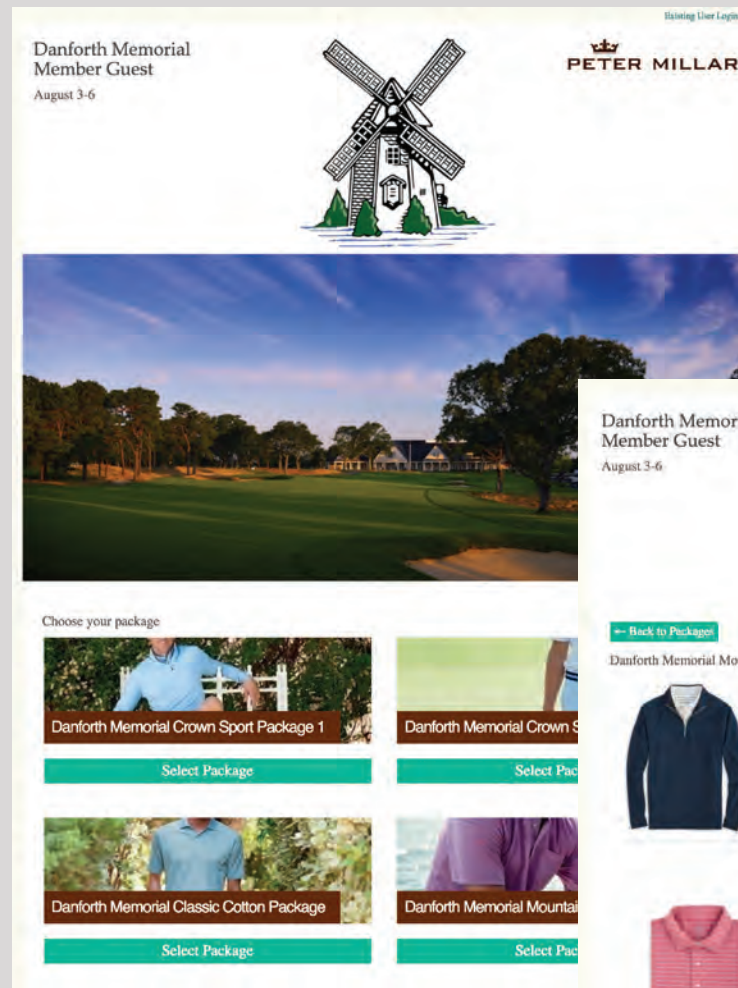 Existing User Login
Danforth Memorial
Member Guest
August 3-6
PETER MILLAR
Choose your package
Danforth Memorial Crown Sport Package 1
Select Package
Danforth Memorial Crown S
Select Pac
Danforth Memorial Classic Cotton Package
Select Package
Danforth Memorial Mountai
Select Pac
Danforth Memor
Member Guest
August 3-6
← Back to Packages
Danforth Memorial Mo